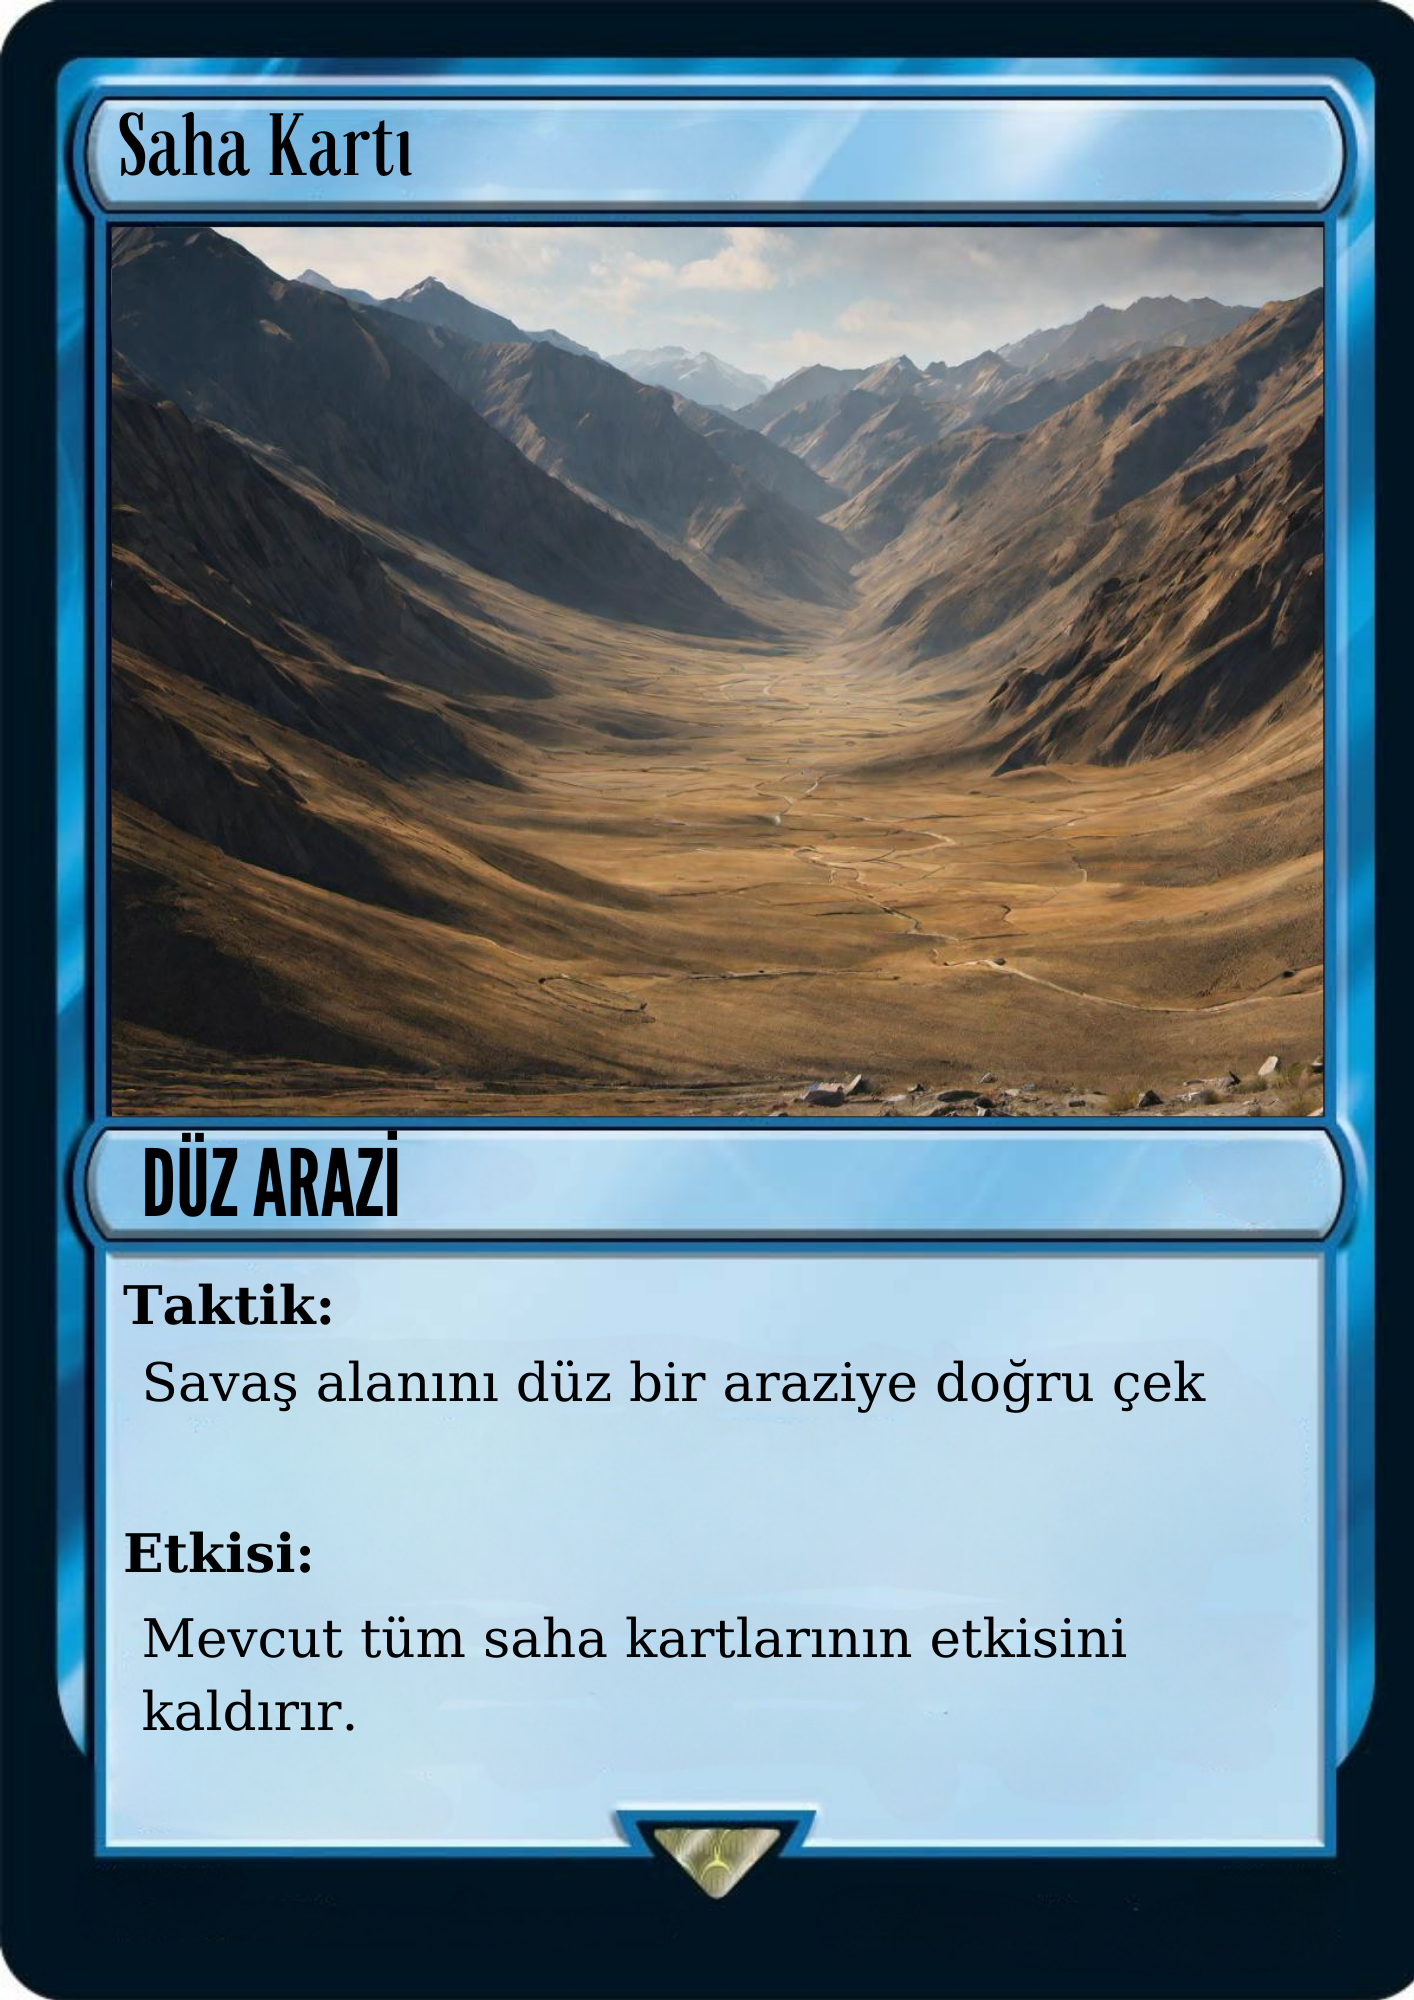 Saha Kartı
DÜZ ARAZİ
Taktik:
Savaş alanını düz bir araziye doğru çek
Etkisi:
Mevcut tüm saha kartlarının etkisini
kaldırır.